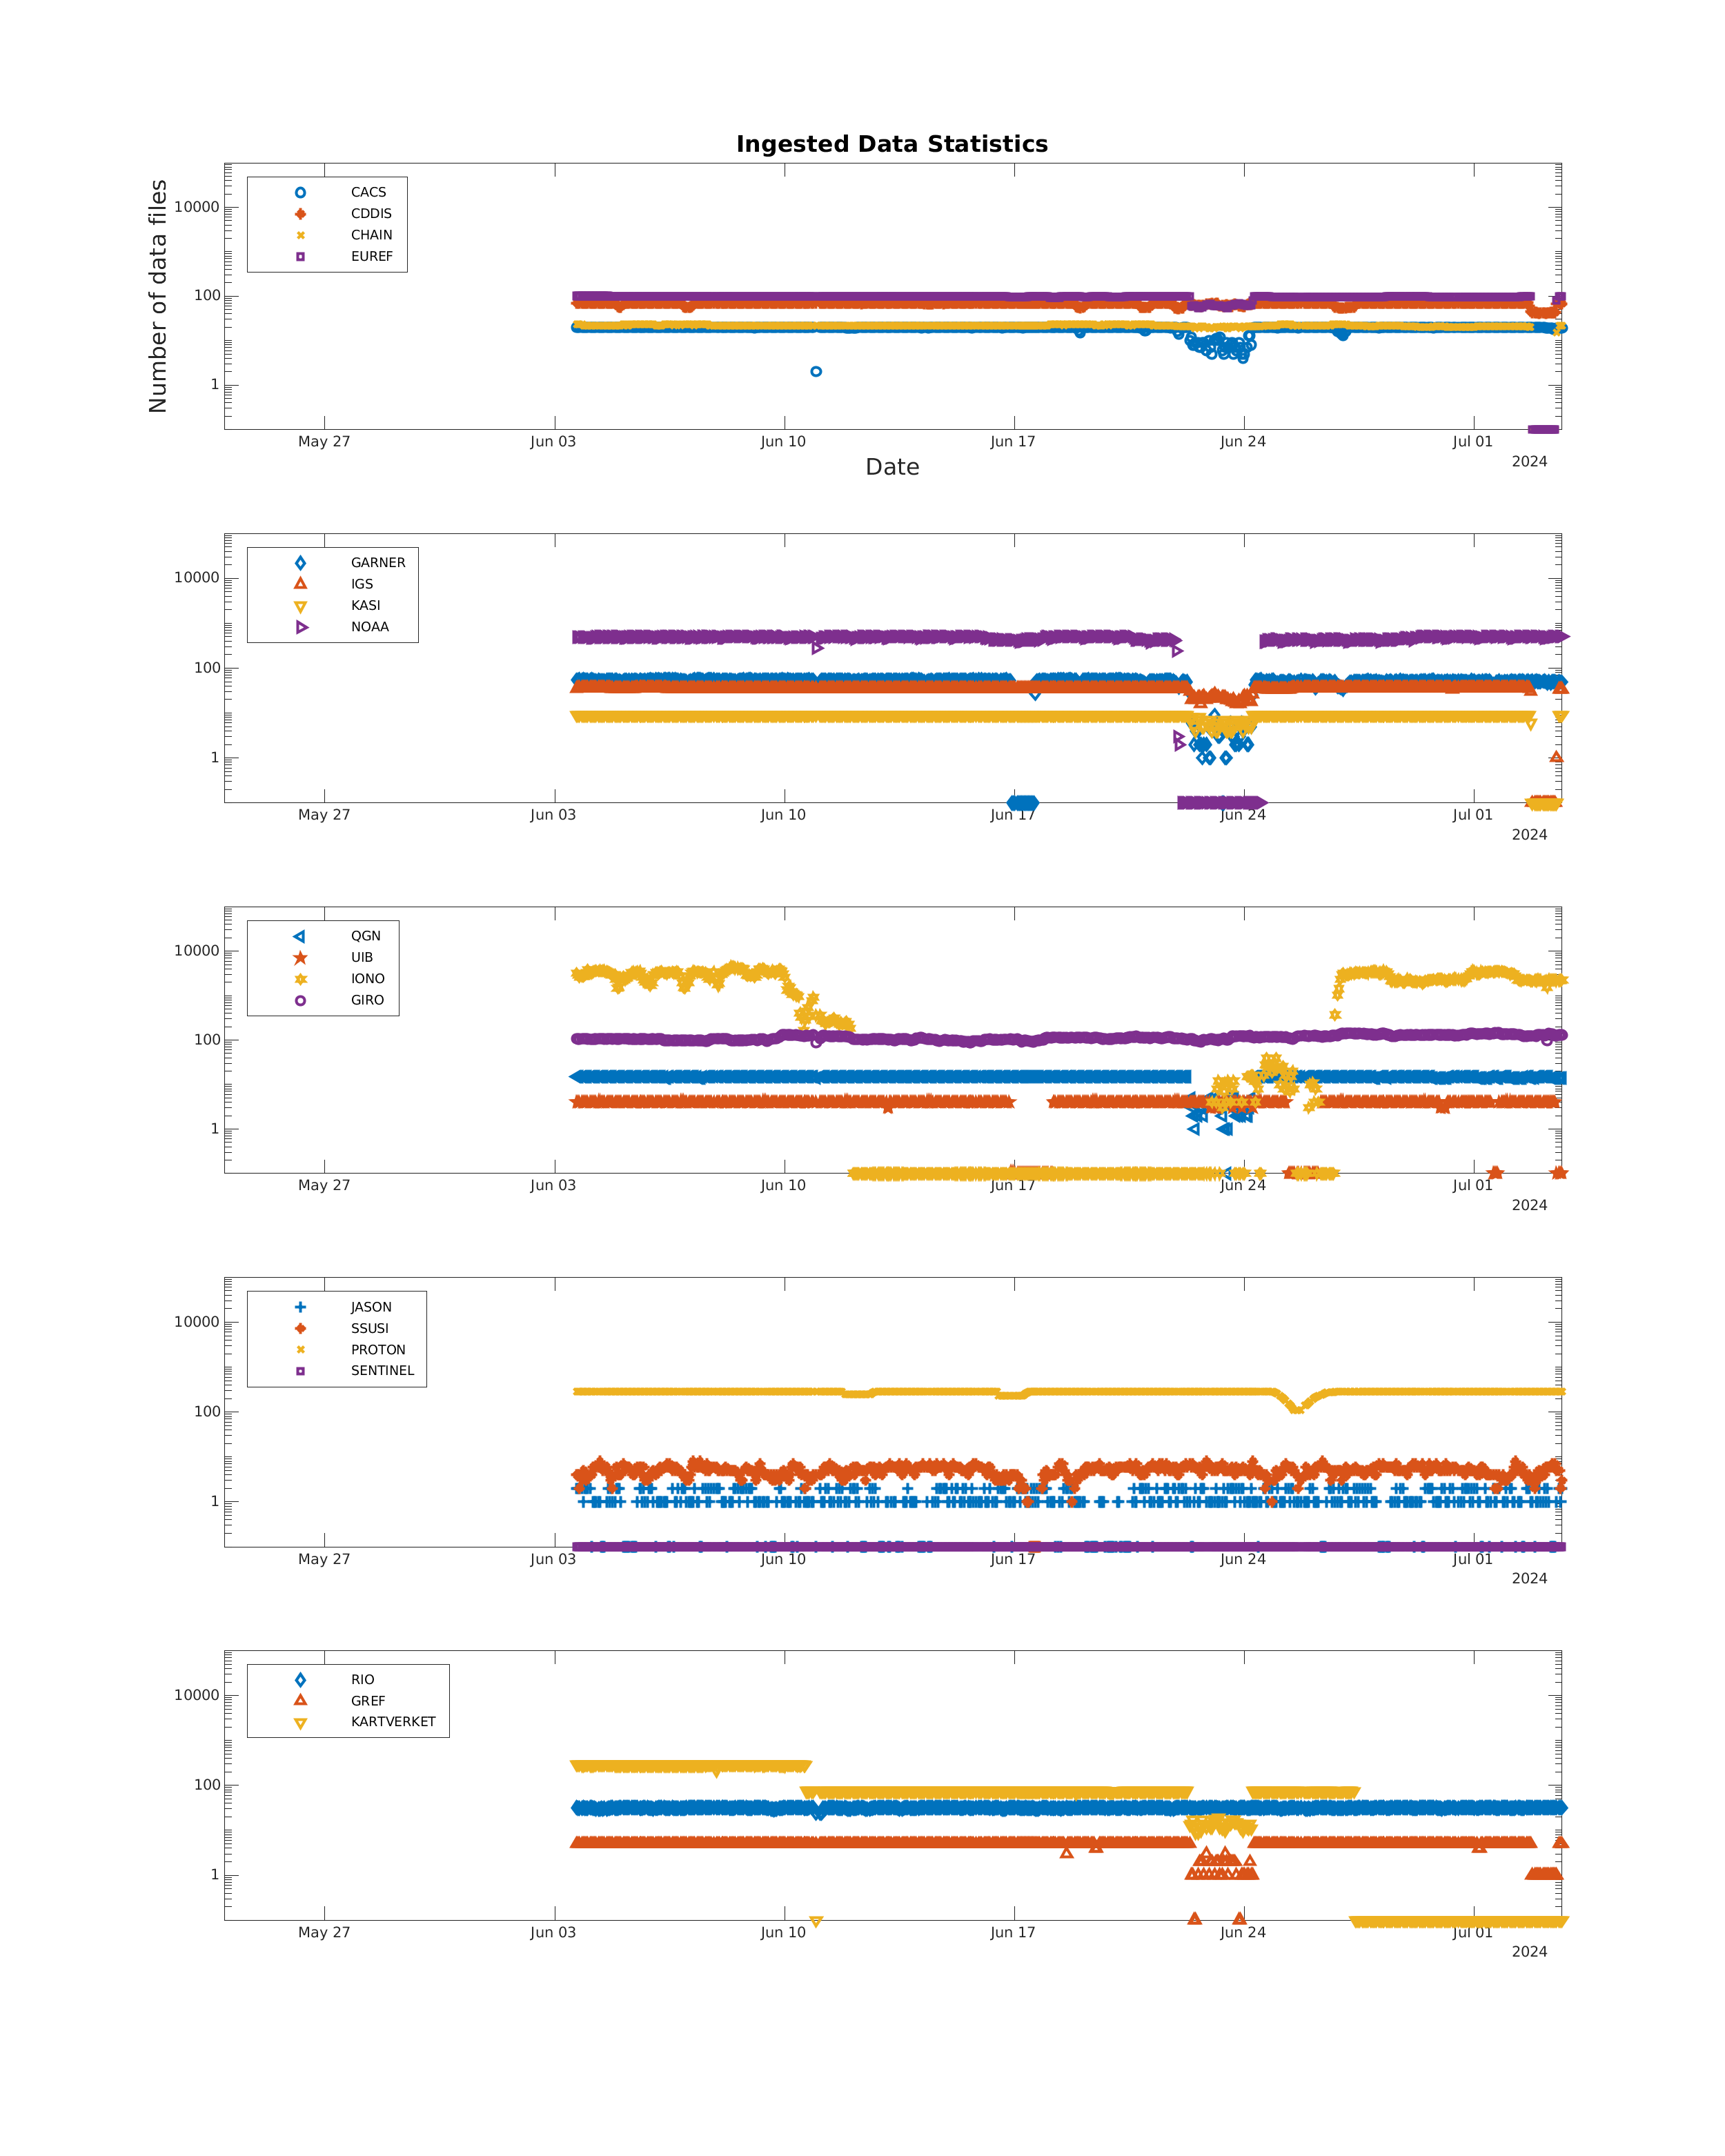 Ingested Data Statistics
Number of data files
10000
100
1
CACS
CDDIS
CHAIN
EUREF
May 27 Jun 03 Jun 10 Jun 17 Jun 24 Jul 01
2024
Date
10000
100
1
GARNER
IGS
KASI
NOAA
May 27 Jun 03 Jun 10 Jun 17 Jun 24 Jul 01
2024
10000
100
1
QGN
UIB
IONO
GIRO
May 27 Jun 03 Jun 10 Jun 17 Jun 24 Jul 01
2024
10000
100
1
JASON
SSUSI
PROTON
SENTINEL
May 27 Jun 03 Jun 10 Jun 17 Jun 24 Jul 01
2024
10000
100
1
RIO
GREF
KARTVERKET
May 27 Jun 03 Jun 10 Jun 17 Jun 24 Jul 01
2024